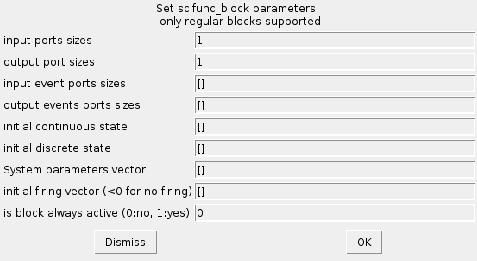 Set scifunc_block parameters
only regular blocks supported
input ports sizes 1
output port sizes 1
input event ports sizes []
output events ports sizes []
initial continuous state []
initial discrete state []
System parameters vector []
initial firing vector (<0 for no firing) []
is block always active (0:no, 1:yes) 0
Dismiss OK